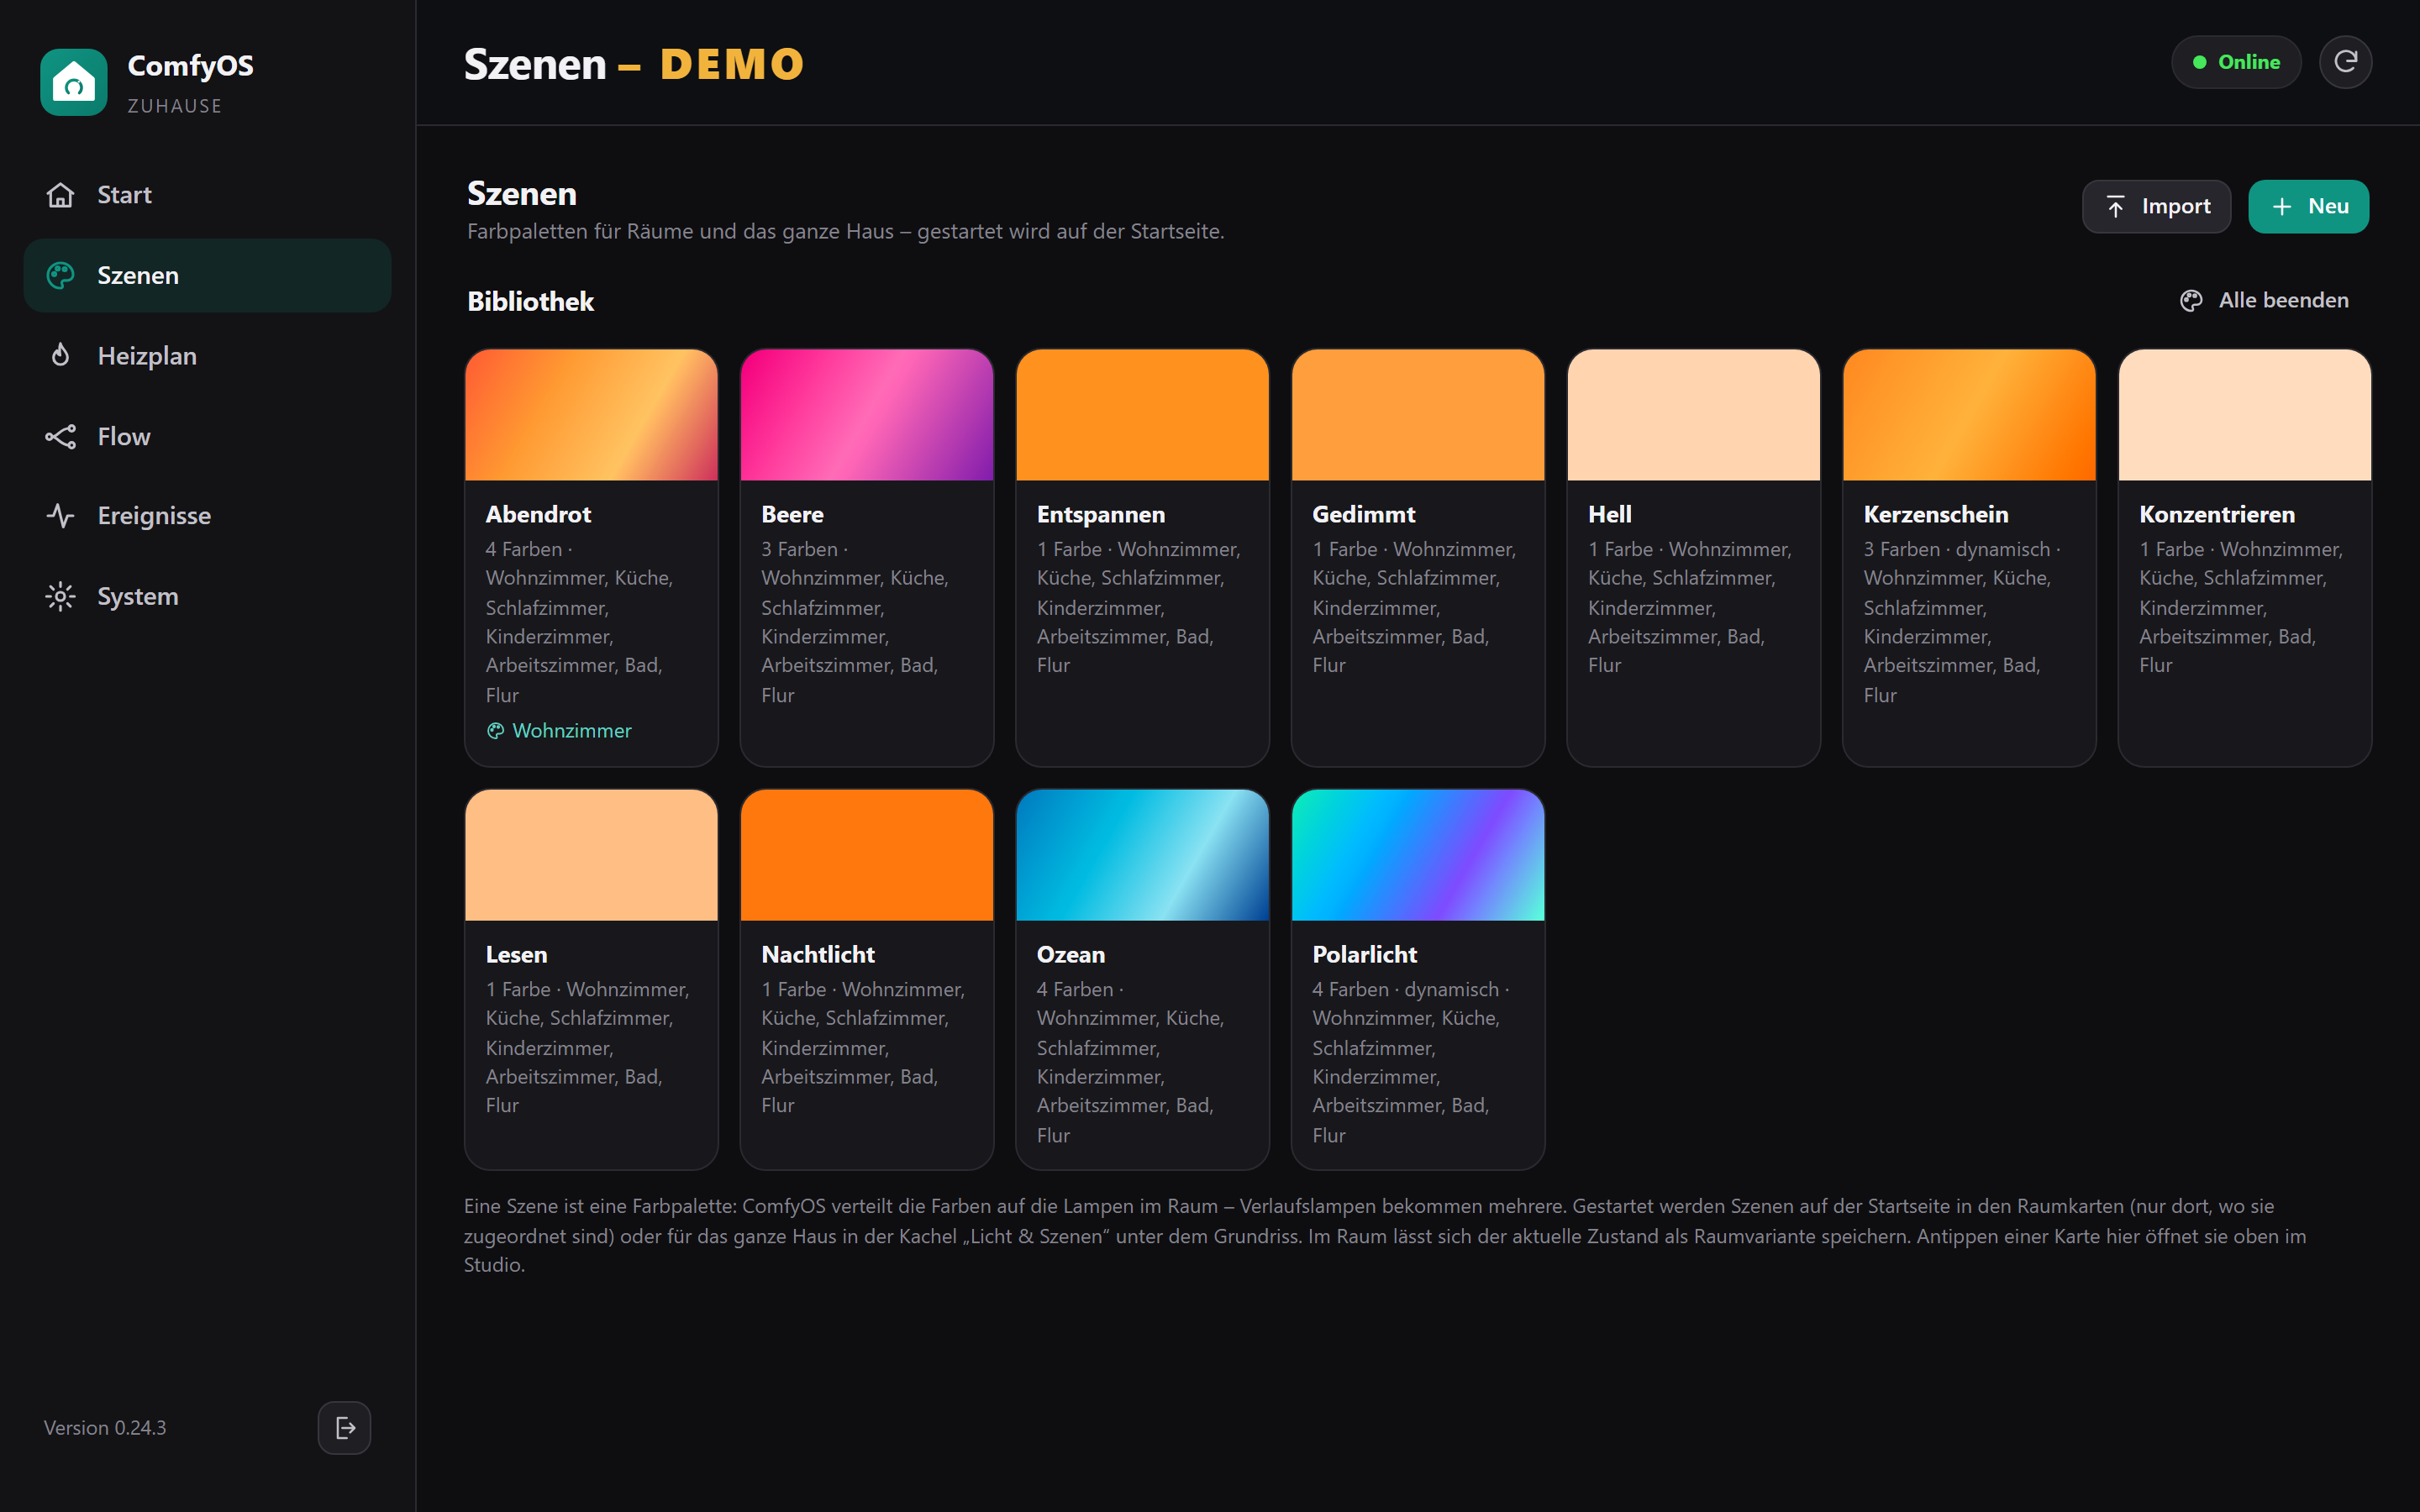 ComfyOS
ZUHAUSE
Start
Szenen
Heizplan
Flow
Ereignisse
System
Version 0.24.3
Szenen – DEMO
Online
Szenen
Farbpaletten für Räume und das ganze Haus – gestartet wird auf der Startseite.
Import
Neu
Bibliothek
Alle beenden
Abendrot
4 Farben ·
Wohnzimmer, Küche,
Schlafzimmer,
Kinderzimmer,
Arbeitszimmer, Bad,
Flur
Wohnzimmer
Beere
3 Farben ·
Wohnzimmer, Küche,
Schlafzimmer,
Kinderzimmer,
Arbeitszimmer, Bad,
Flur
Entspannen
1 Farbe · Wohnzimmer,
Küche, Schlafzimmer,
Kinderzimmer,
Arbeitszimmer, Bad,
Flur
Gedimmt
1 Farbe · Wohnzimmer,
Küche, Schlafzimmer,
Kinderzimmer,
Arbeitszimmer, Bad,
Flur
Hell
1 Farbe · Wohnzimmer,
Küche, Schlafzimmer,
Kinderzimmer,
Arbeitszimmer, Bad,
Flur
Kerzenschein
3 Farben · dynamisch ·
Wohnzimmer, Küche,
Schlafzimmer,
Kinderzimmer,
Arbeitszimmer, Bad,
Flur
Konzentrieren
1 Farbe · Wohnzimmer,
Küche, Schlafzimmer,
Kinderzimmer,
Arbeitszimmer, Bad,
Flur
Lesen
1 Farbe · Wohnzimmer,
Küche, Schlafzimmer,
Kinderzimmer,
Arbeitszimmer, Bad,
Flur
Nachtlicht
1 Farbe · Wohnzimmer,
Küche, Schlafzimmer,
Kinderzimmer,
Arbeitszimmer, Bad,
Flur
Ozean
4 Farben ·
Wohnzimmer, Küche,
Schlafzimmer,
Kinderzimmer,
Arbeitszimmer, Bad,
Flur
Polarlicht
4 Farben · dynamisch ·
Wohnzimmer, Küche,
Schlafzimmer,
Kinderzimmer,
Arbeitszimmer, Bad,
Flur
Eine Szene ist eine Farbpalette: ComfyOS verteilt die Farben auf die Lampen im Raum – Verlaufslampen bekommen mehrere. Gestartet werden Szenen auf der Startseite in den Raumkarten (nur dort, wo sie
zugeordnet sind) oder für das ganze Haus in der Kachel „Licht & Szenen“ unter dem Grundriss. Im Raum lässt sich der aktuelle Zustand als Raumvariante speichern. Antippen einer Karte hier öffnet sie oben im
Studio.